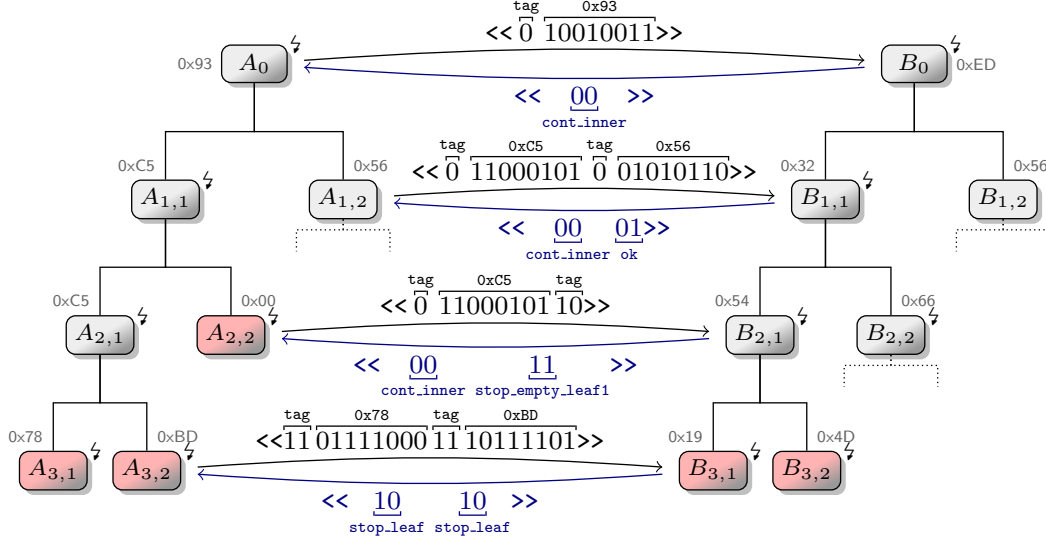 tag 0x93
<< 0 10010011>>
0x93 A0 B0 0xED
<< 00 >>
cont_inner
tag 0xC5 tag 0x56
<< 0 11000101 0 01010110>>
0xC5 0x56 0x32 0x56
A1,1 A1,2 B1,1 B1,2
<< 00 01>>
cont_inner ok
tag 0xC5 tag
<< 0 11000101 10>>
0xC5 0x00 0x54 0x66
A2,1 A2,2 B2,1 B2,2
<< 00 11 >>
cont_inner stop_empty_leaf1
tag 0x78 tag 0xBD
<<11 01111000 11 10111101>>
0x78 0xBD 0x19 0x4D
A3,1 A3,2 B3,1 B3,2
<< 10 10 >>
stop_leaf stop_leaf